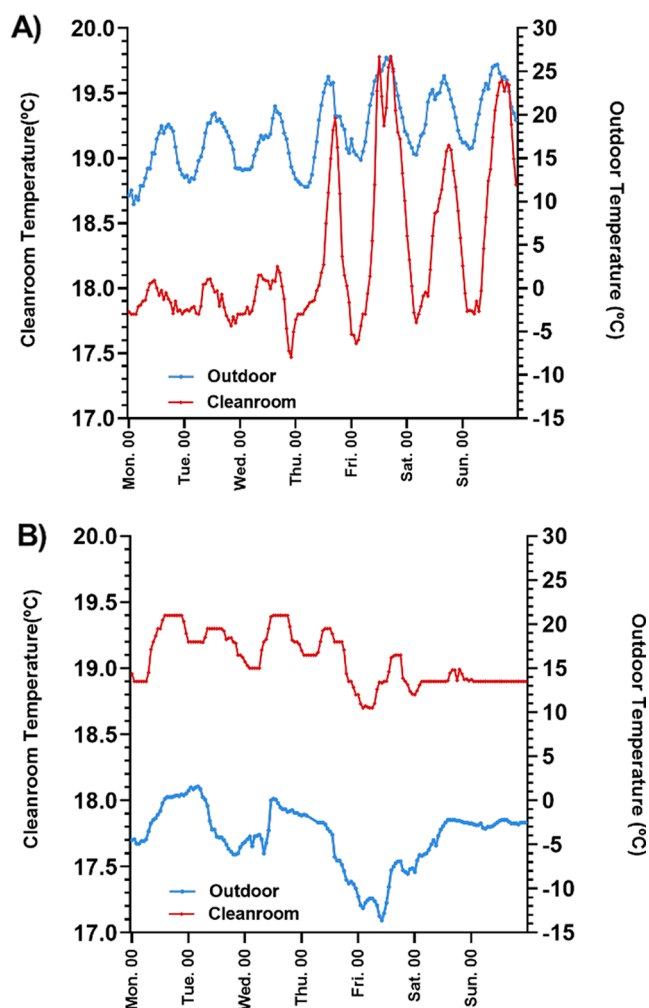 A)
Cleanroom Temperature(ºC)
20.0
19.5
19.0
18.5
18.0
17.5
17.0
30
25
20
15
10
5
0
-5
-10
-15
Outdoor Temperature (ºC)
Outdoor
Cleanroom
Mon. 00
Tue. 00
Wed. 00
Thu. 00
Fri. 00
Sat. 00
Sun. 00
B)
Cleanroom Temperature(ºC)
20.0
19.5
19.0
18.5
18.0
17.5
17.0
30
25
20
15
10
5
0
-5
-10
-15
Outdoor Temperature (ºC)
Outdoor
Cleanroom
Mon. 00
Tue. 00
Wed. 00
Thu. 00
Fri. 00
Sat. 00
Sun. 00